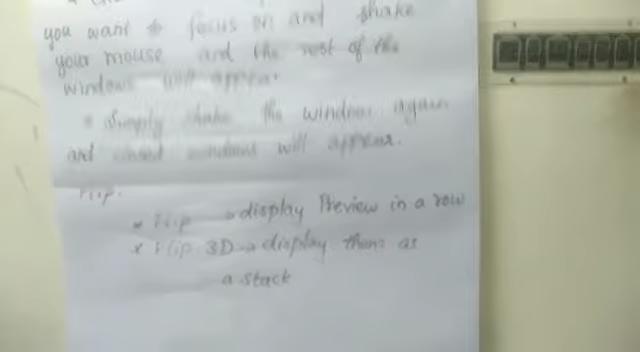 you want to focus on and shake
your mouse and the rest of the
windows will appear.
* Simply shake the window again
and closed windows will appear.
Flip.
* Flip → display Preview in a row
* Flip 3D → display them as
a stack